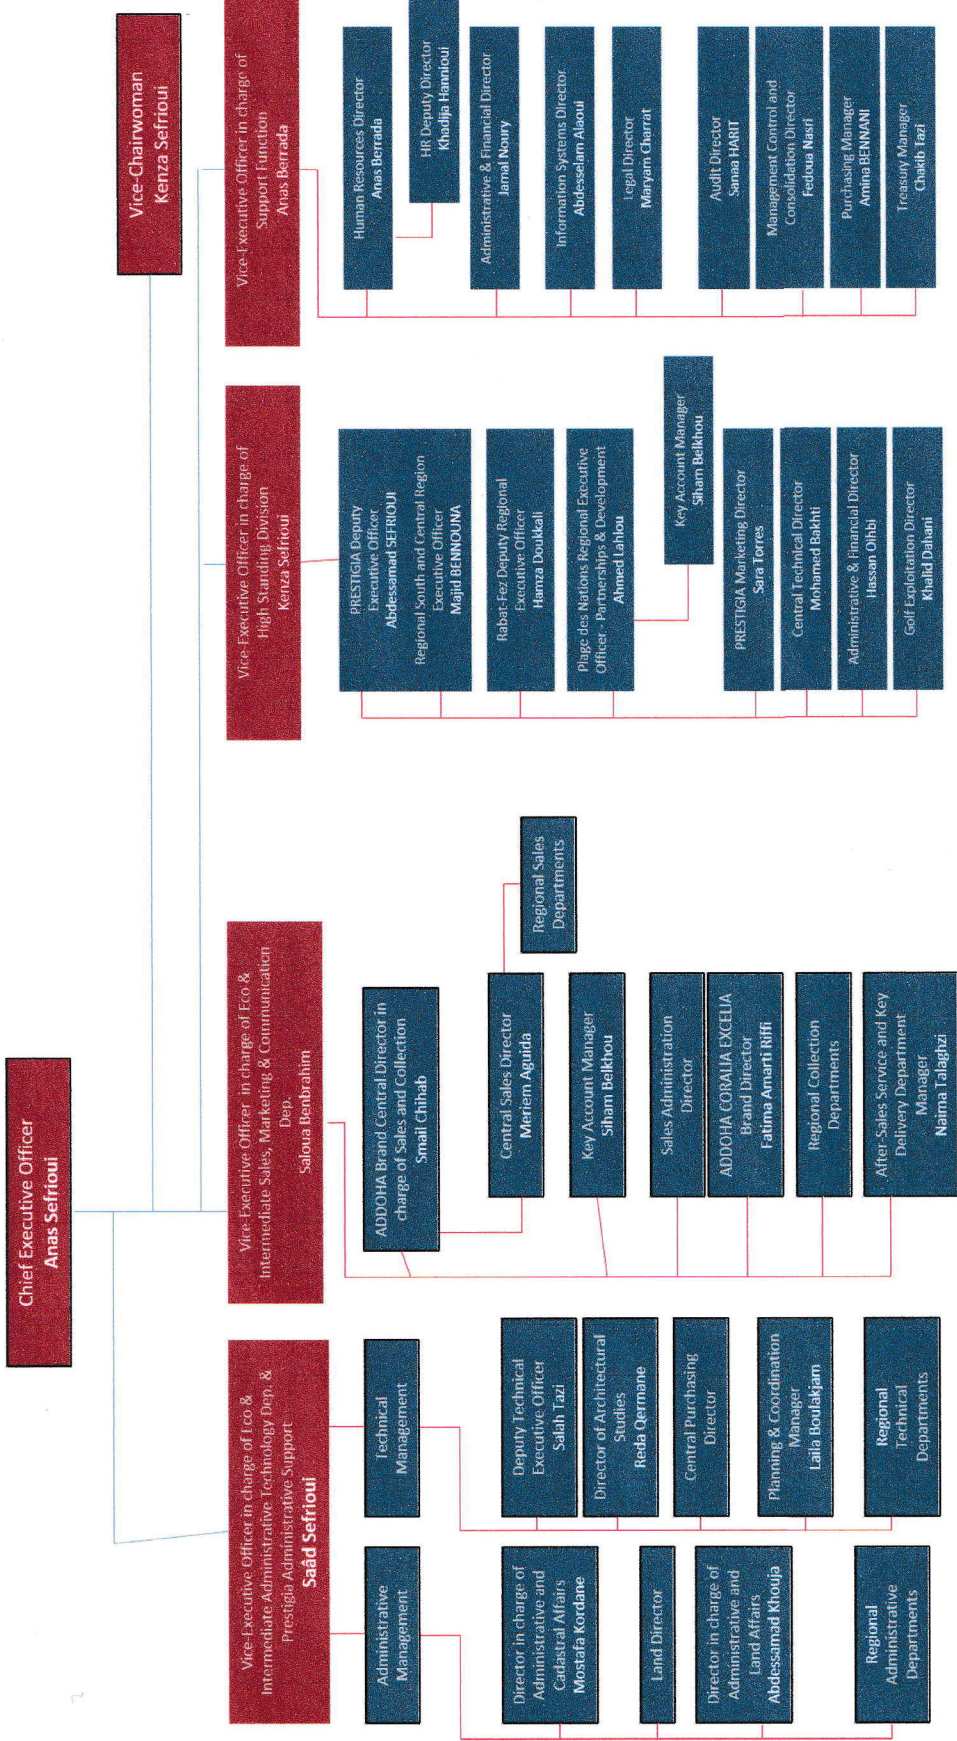 Chief Executive Officer
Anas Sefrioui
Vice-Chairwoman
Kenza Sefrioui
Vice-Executive Officer in charge of Eco &
Intermediate Administrative Technology Dep. &
Prestigia Administrative Support
Saâd Sefrioui
Administrative
Management
Director in charge of
Administrative and
Cadastral Affairs
Mostafa Kordane
Land Director
Director in charge of
Administrative and
Land Affairs
Abdessamad Khouja
Regional
Administrative
Departments
Technical
Management
Deputy Technical
Executive Officer
Salah Tazi
Director of Architectural
Studies
Reda Qermane
Central Purchasing
Director
Planning & Coordination
Manager
Laila Boulakjam
Regional
Technical
Departments
Vice-Executive Officer in charge of Eco &
Intermediate Sales, Marketing & Communication
Dep.
Saloua Benbrahim
ADDOHA Brand Central Director in
charge of Sales and Collection
Smail Chihab
Central Sales Director
Meriem Aguida
Regional Sales
Departments
Key Account Manager
Siham Belkhou
Sales Administration
Director
ADDOHA CORALIA EXCELIA
Brand Director
Fatima Amarti Riffi
Regional Collection
Departments
After-Sales Service and Key
Delivery Department
Manager
Naima Talaghzi
Vice-Executive Officer in charge of
High Standing Division
Kenza Sefrioui
PRESTIGIA Deputy
Executive Officer
Abdessamad SEFRIOUI
Regional South and Central Region
Executive Officer
Majid BENNOUNA
Rabat-Fez Deputy Regional
Executive Officer
Hamza Doukkali
Plage des Nations Regional Executive
Officer - Partnerships & Development
Ahmed Lahlou
Key Account Manager
Siham Belkhou
PRESTIGIA Marketing Director
Sara Torres
Central Technical Director
Mohamed Bakhti
Administrative & Financial Director
Hassan Oihbi
Golf Exploitation Director
Khalid Dahani
Vice-Executive Officer in charge of
Support Function
Anas Berrada
Human Resources Director
Anas Berrada
HR Deputy Director
Khadija Hannioui
Administrative & Financial Director
Jamal Noury
Information Systems Director
Abdesselam Alaoui
Legal Director
Maryam Charrat
Audit Director
Sanaa HARIT
Management Control and
Consolidation Director
Fedoua Nasri
Purchasing Manager
Amina BENNANI
Treasury Manager
Chakib Tazi